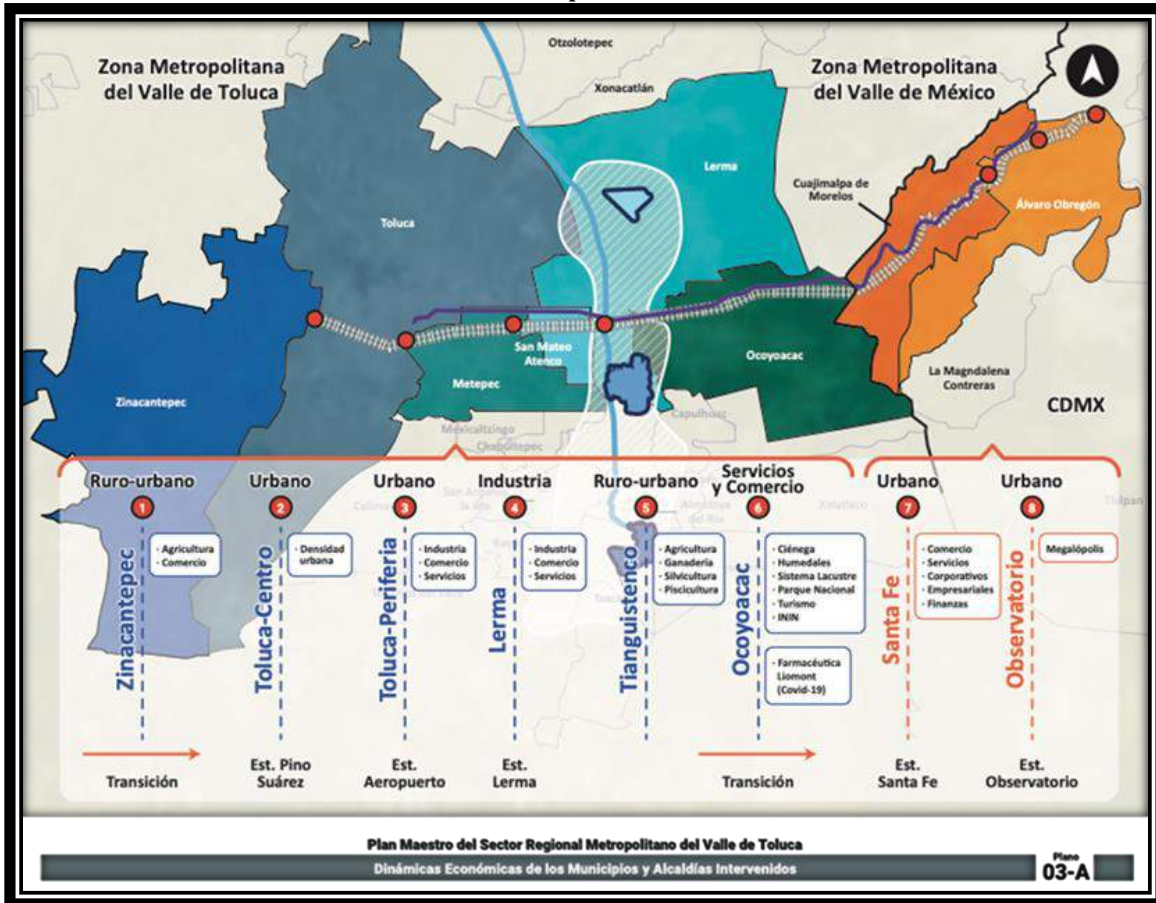 Otzolotepec
Zona Metropolitana
del Valle de Toluca
Xonacatlán
Zona Metropolitana
del Valle de México
Lerma
Cuajimalpa de
Morelos
Álvaro Obregón
Toluca
San Mateo
Atenco
Ocoyoacac
Metepec
La Magndalena
Contreras
Zinacantepec
CDMX
Mexicaltzingo
Chapultepec
Capulhuac
Xalatlaco
Tlalpan
Ruro-urbano
1
Zinacantepec
· Agricultura
· Comercio
Transición
Urbano
2
Toluca-Centro
· Densidad
urbana
Est. Pino
Suárez
Urbano
3
Toluca-Periferia
· Industria
· Comercio
· Servicios
Est.
Aeropuerto
Industria
4
Lerma
· Industria
· Comercio
· Servicios
Est.
Lerma
Ruro-urbano
5
Tianguistenco
· Agricultura
· Ganadería
· Silvicultura
· Piscicultura
Servicios
y Comercio
6
Ocoyoacac
· Ciénega
· Humedales
· Sistema Lacustre
· Parque Nacional
· Turismo
· ININ
· Farmacéutica
Liomont
(Covid-19)
Transición
Urbano
7
Santa Fe
· Comercio
· Servicios
· Corporativos
· Empresariales
· Finanzas
Est.
Santa Fe
Urbano
8
Observatorio
Megalópolis
Est.
Observatorio
Plan Maestro del Sector Regional Metropolitano del Valle de Toluca
Dinámicas Económicas de los Municipios y Alcaldías Intervenidos
Plano
03-A